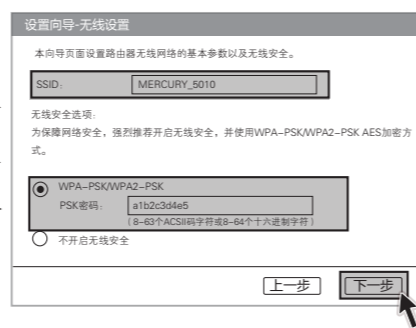 设置向导-无线设置
本向导页面设置路由器无线网络的基本参数以及无线安全。
SSID: MERCURY_5010
无线安全选项:
为保障网络安全，强烈推荐开启无线安全，并使用WPA-PSK/WPA2-PSK AES加密方
式。
WPA-PSK/WPA2-PSK
PSK密码: a1b2c3d4e5
(8-63个ACSII码字符或8-64个十六进制字符)
不开启无线安全
上一步 下一步